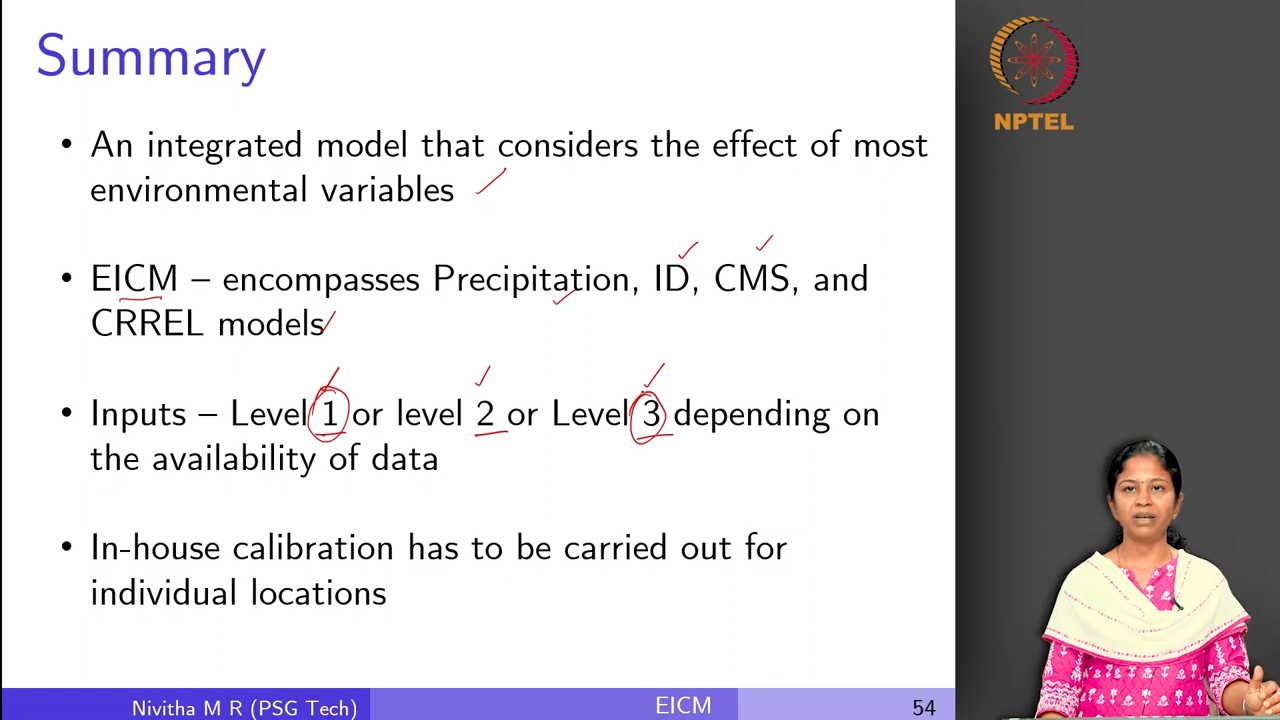 Summary
• An integrated model that considers the effect of most
environmental variables
• EICM – encompasses Precipitation, ID, CMS, and
CRREL models
• Inputs – Level 1 or level 2 or Level 3 depending on
the availability of data
• In-house calibration has to be carried out for
individual locations
Nivitha M R (PSG Tech)
EICM
54
NPTEL